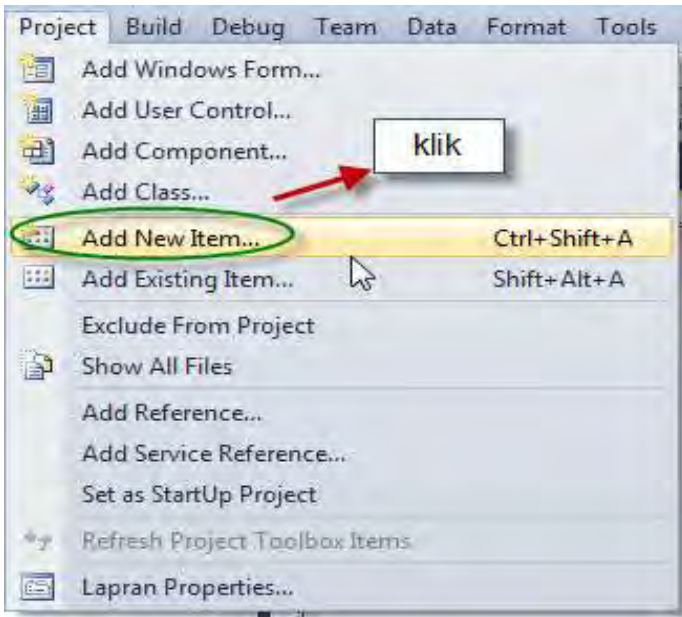 Project Build Debug Team Data Format Tools
Add Windows Form...
Add User Control...
Add Component...
klik
Add Class...
Add New Item... Ctrl+Shift+A
Add Existing Item... Shift+Alt+A
Exclude From Project
Show All Files
Add Reference...
Add Service Reference...
Set as StartUp Project
Refresh Project Toolbox Items
Lapran Properties...